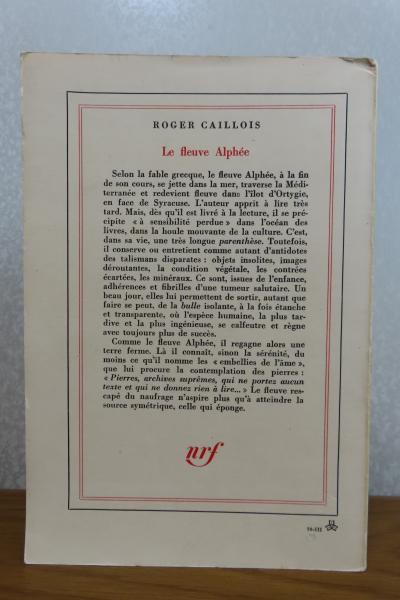 ROGER CAILLOIS
Le fleuve Alphée
Selon la fable grecque, le fleuve Alphée, à la fin
de son cours, se jette dans la mer, traverse la Médi-
terranée et redevient fleuve dans l'îlot d'Ortygie,
en face de Syracuse. L'auteur apprit à lire très
tard. Mais, dès qu'il est livré à la lecture, il se pré-
cipite « à sensibilité perdue » dans l'océan des
livres, dans la houle mouvante de la culture. C'est,
dans sa vie, une très longue parenthèse. Toutefois,
il conserve ou entretient comme autant d'antidotes
des talismans disparates : objets insolites, images
déroutantes, la condition végétale, les contrées
écartées, les minéraux. Ce sont, issues de l'enfance,
adhérences et fibrilles d'une tumeur salutaire. Un
beau jour, elles lui permettent de sortir, autant que
faire se peut, de la bulle isolante, à la fois étanche
et transparente, où l'espèce humaine, la plus tar-
dive et la plus ingénieuse, se calfeutre et règne
avec toujours plus de succès.
Comme le fleuve Alphée, il regagne alors une
terre ferme. Là il connaît, sinon la sérénité, du
moins ce qu'il nomme les « embellies de l'âme »,
que lui procure la contemplation des pierres :
« Pierres, archives suprêmes, qui ne portez aucun
texte et qui ne donnez rien à lire... » Le fleuve res-
capé du naufrage n'aspire plus qu'à atteindre la
source symétrique, celle qui éponge.
nrf